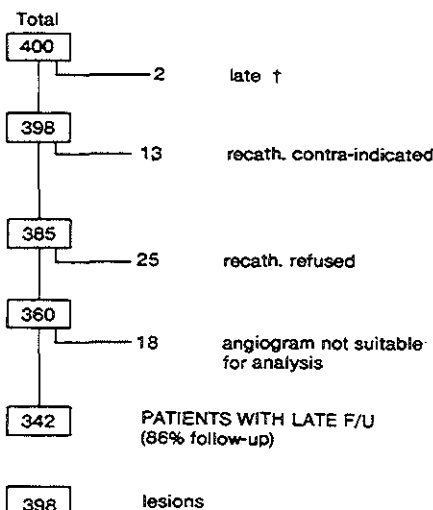 Total
400
2 late †
398
13 recath. contra-indicated
385
25 recath. refused
360
18 angiogram not suitable
for analysis
342 PATIENTS WITH LATE F/U
(86% follow-up)
398 lesions